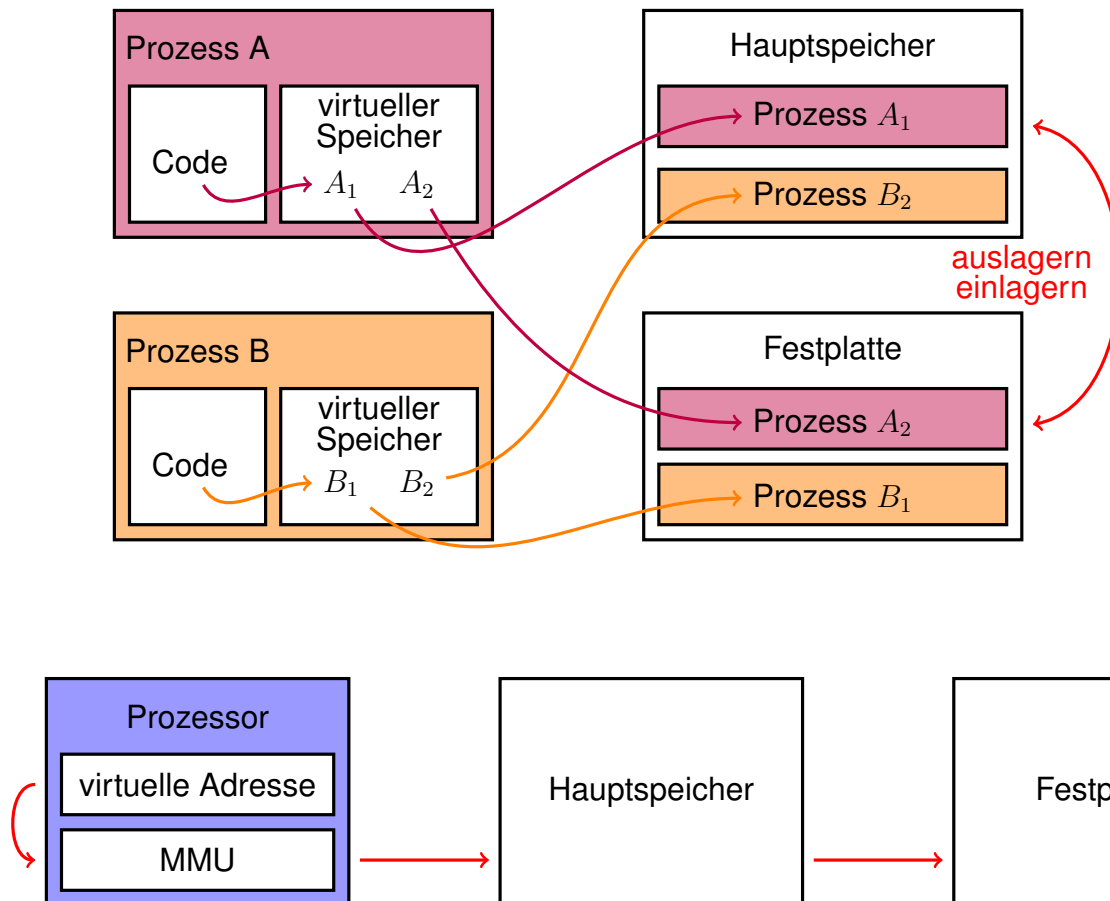 Prozess A
Code
virtueller
Speicher
A₁ A₂
Hauptspeicher
Prozess A₁
Prozess B₂
auslagern
einlagern
Prozess B
Code
virtueller
Speicher
B₁ B₂
Festplatte
Prozess A₂
Prozess B₁
Prozessor
virtuelle Adresse
MMU
Hauptspeicher
Festp